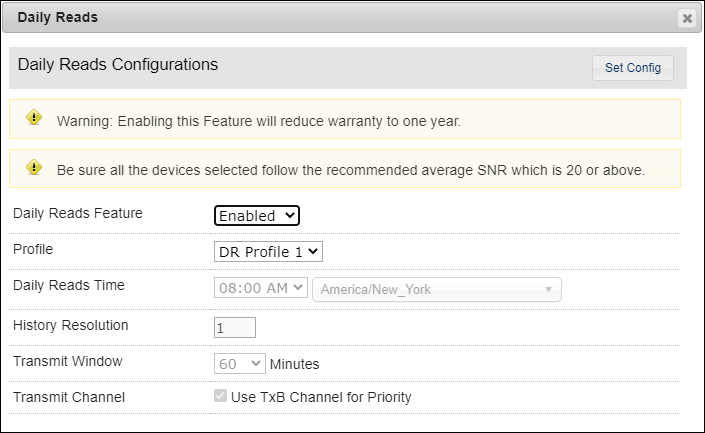 Daily Reads
Daily Reads Configurations
Set Config
Warning: Enabling this Feature will reduce warranty to one year.
Be sure all the devices selected follow the recommended average SNR which is 20 or above.
Daily Reads Feature Enabled
Profile DR Profile 1
Daily Reads Time 08:00 AM America/New_York
History Resolution 1
Transmit Window 60 Minutes
Transmit Channel Use TxB Channel for Priority